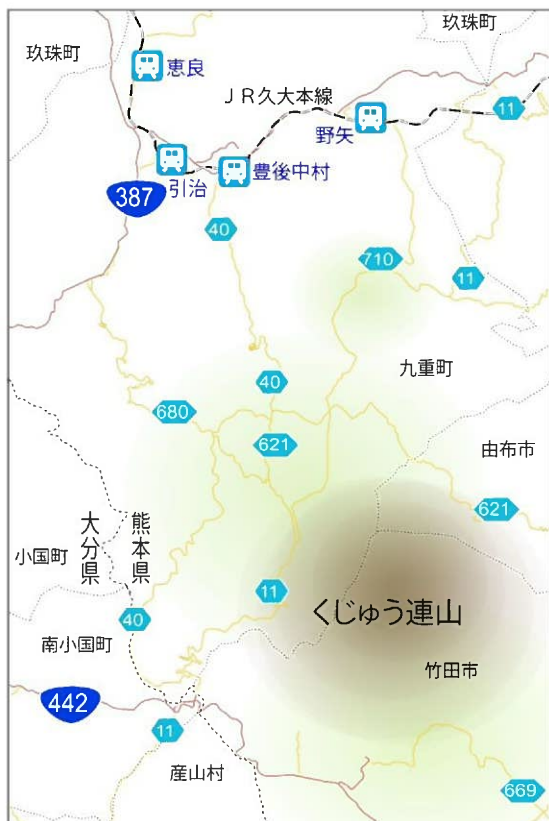 玖珠町
玖珠町
恵良
JR久大本線
11
野矢
引治
豊後中村
387
40
710
11
九重町
40
680
621
由布市
621
大分県
熊本県
小国町
11
くじゅう連山
40
南小国町
竹田市
442
11
産山村
669